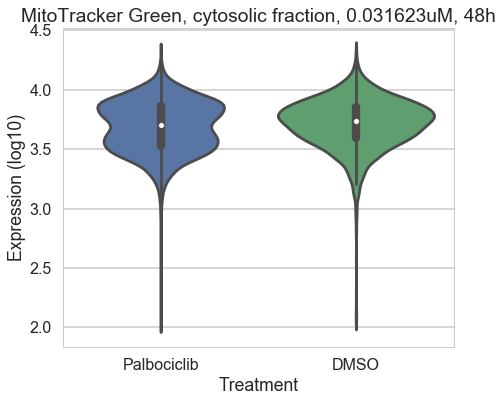 MitoTracker Green, cytosolic fraction, 0.031623uM, 48h
4.5
4.0
3.5
3.0
2.5
2.0
Expression (log10)
Palbociclib DMSO
Treatment